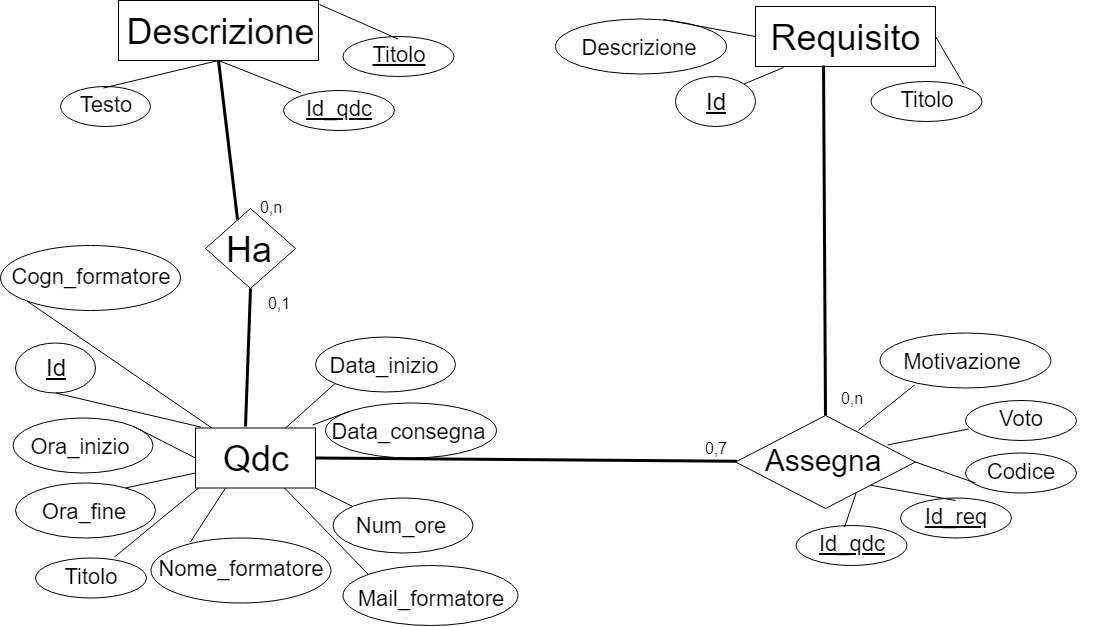 Descrizione
Titolo
Testo
Id_qdc
Descrizione
Requisito
Id
Titolo
0,n
Ha
0,1
Cogn_formatore
Id
Ora_inizio
Ora_fine
Titolo
Nome_formatore
Mail_formatore
Num_ore
Data_inizio
Data_consegna
Qdc
0,7
0,n
Assegna
Motivazione
Voto
Codice
Id_req
Id_qdc